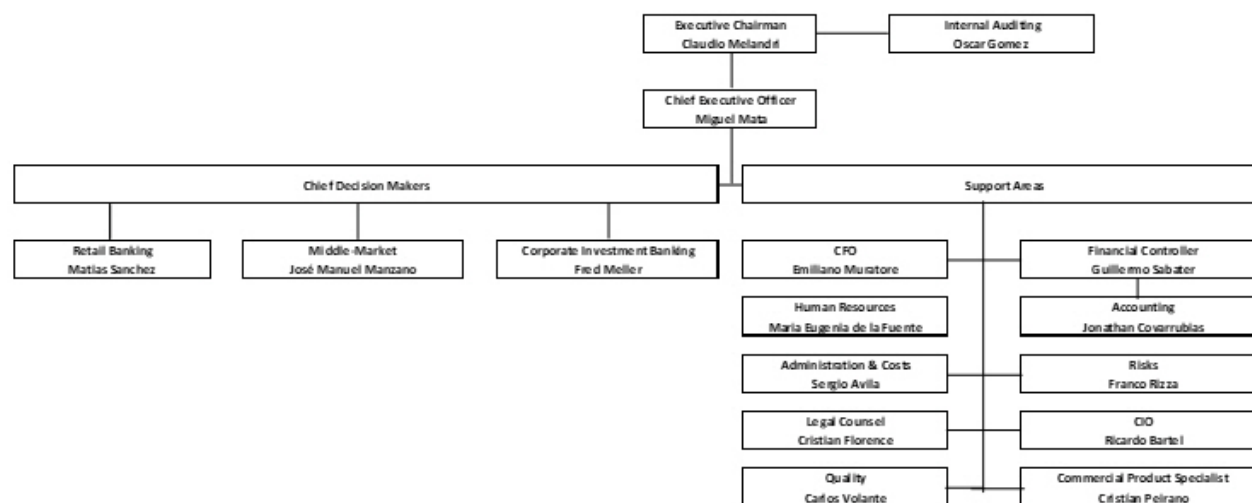 Executive Chairman
Claudio Melandri
Internal Auditing
Oscar Gomez
Chief Executive Officer
Miguel Mata
Chief Decision Makers
Support Areas
Retail Banking
Matias Sanchez
Middle-Market
José Manuel Manzano
Corporate Investment Banking
Fred Meller
CFO
Emiliano Muratore
Financial Controller
Guillermo Sabater
Human Resources
Maria Eugenia de la Fuente
Accounting
Jonathan Covarrubias
Administration & Costs
Sergio Avila
Risks
Franco Rizza
Legal Counsel
Cristian Florence
CIO
Ricardo Bartel
Quality
Carlos Volante
Commercial Product Specialist
Cristian Peirano